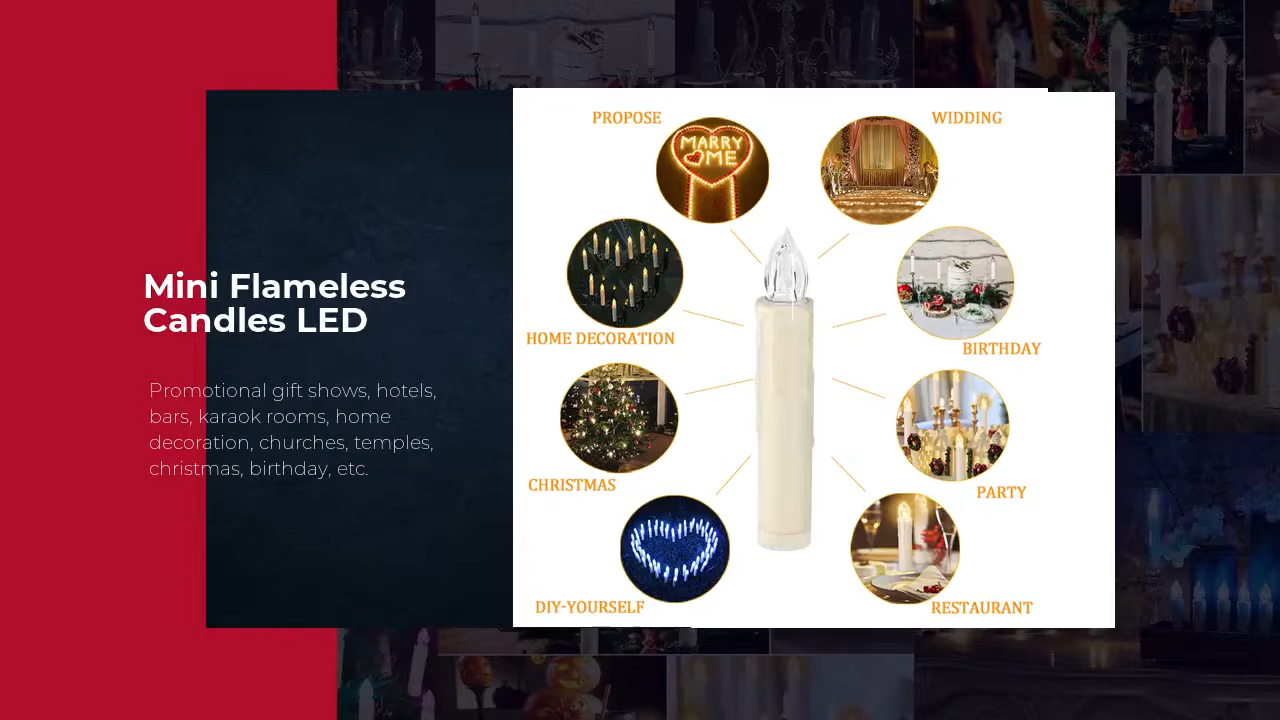 Mini Flameless
Candles LED
Promotional gift shows, hotels,
bars, karaok rooms, home
decoration, churches, temples,
christmas, birthday, etc.
PROPOSE
WIDDING
MARRY
ME
HOME DECORATION
BIRTHDAY
CHRISTMAS
PARTY
DIY-YOURSELF
RESTAURANT